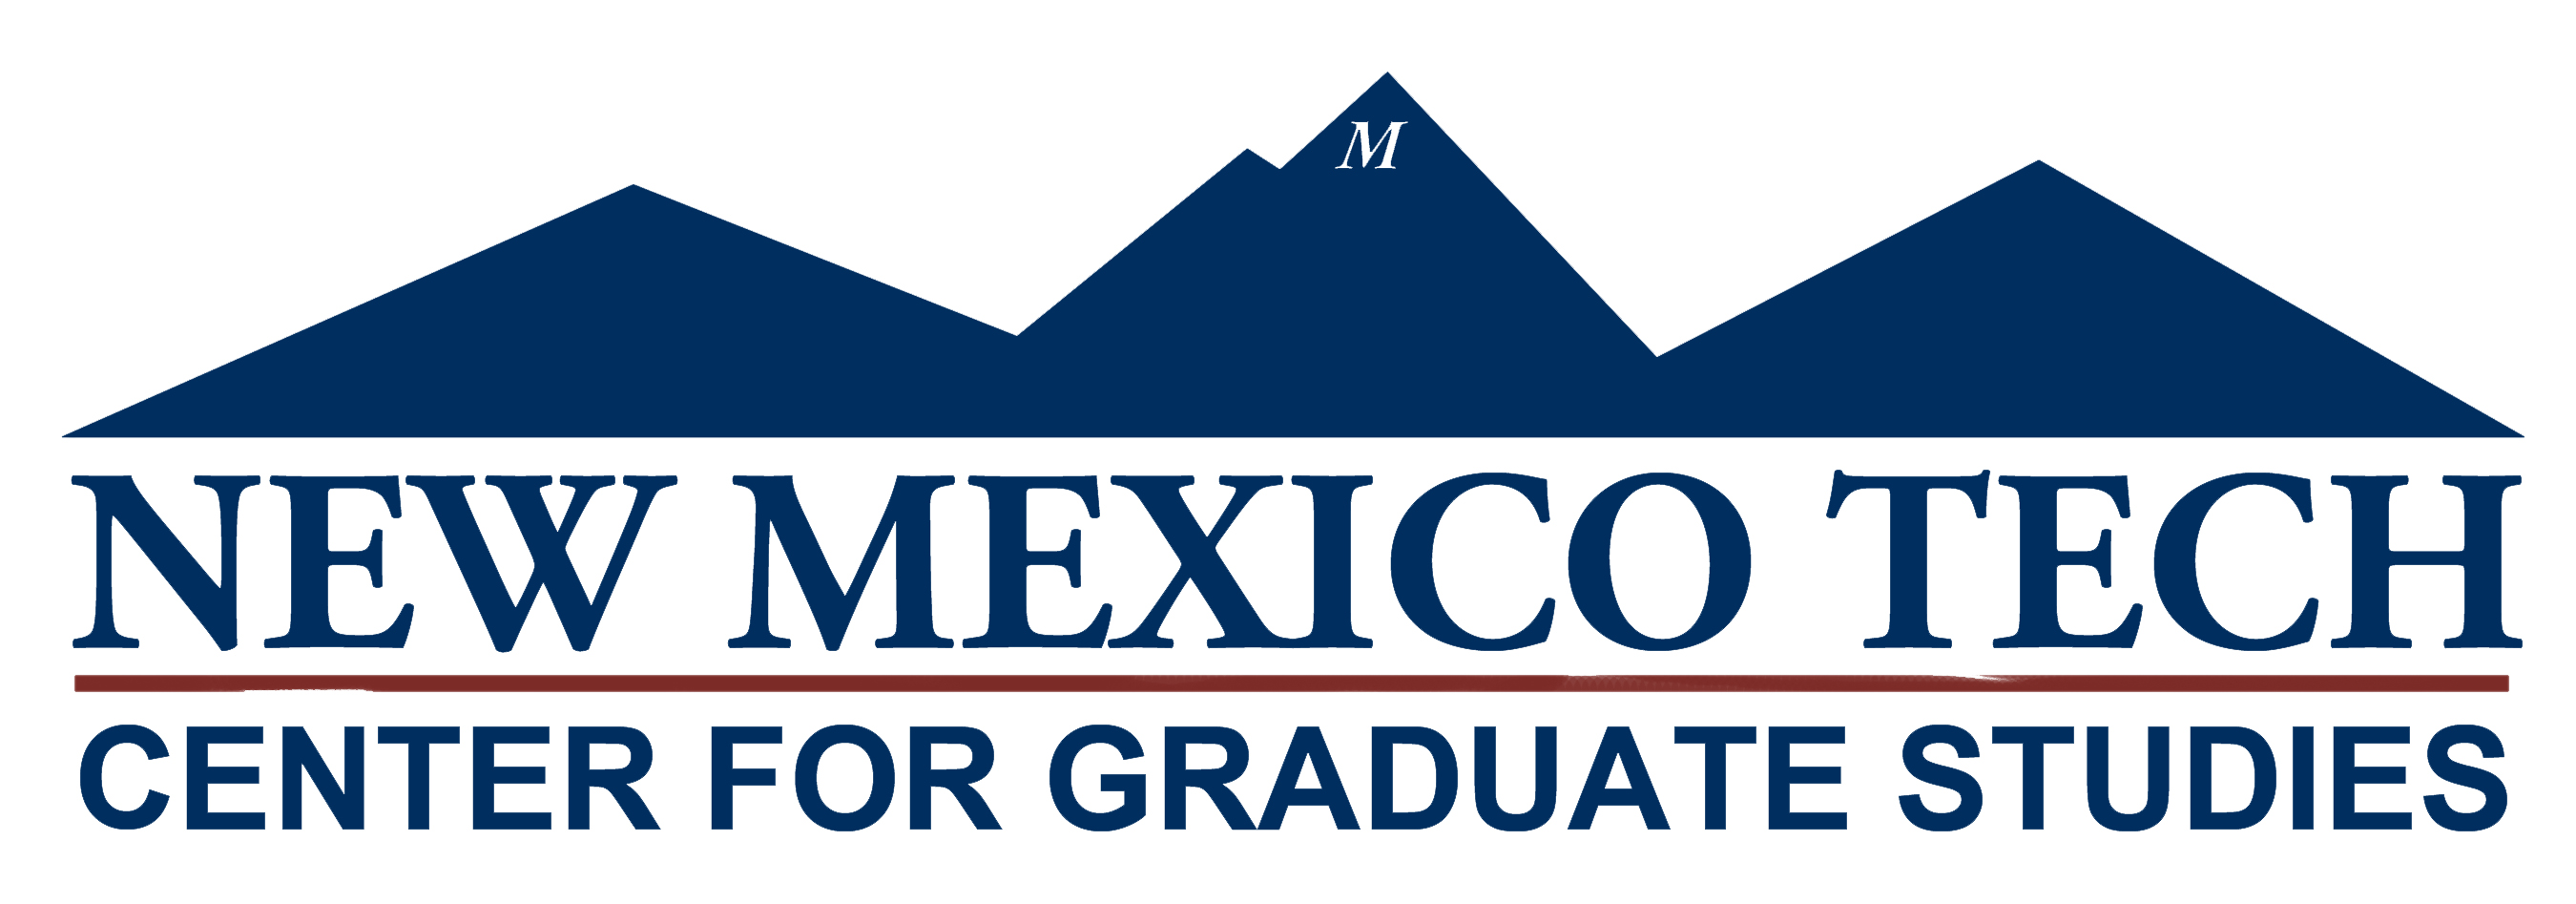 M
NEW MEXICO TECH
CENTER FOR GRADUATE STUDIES